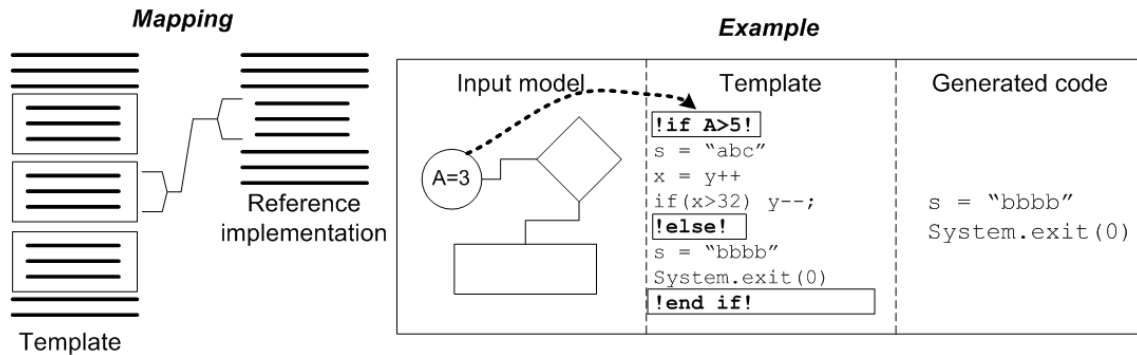 Mapping
Reference
implementation
Template
Example
Input model
A=3
Template
!if A>5!
s = “abc”
x = y++
if(x>32) y--;
!else!
s = “bbbb”
System.exit(0)
!end if!
Generated code
s = “bbbb”
System.exit(0)